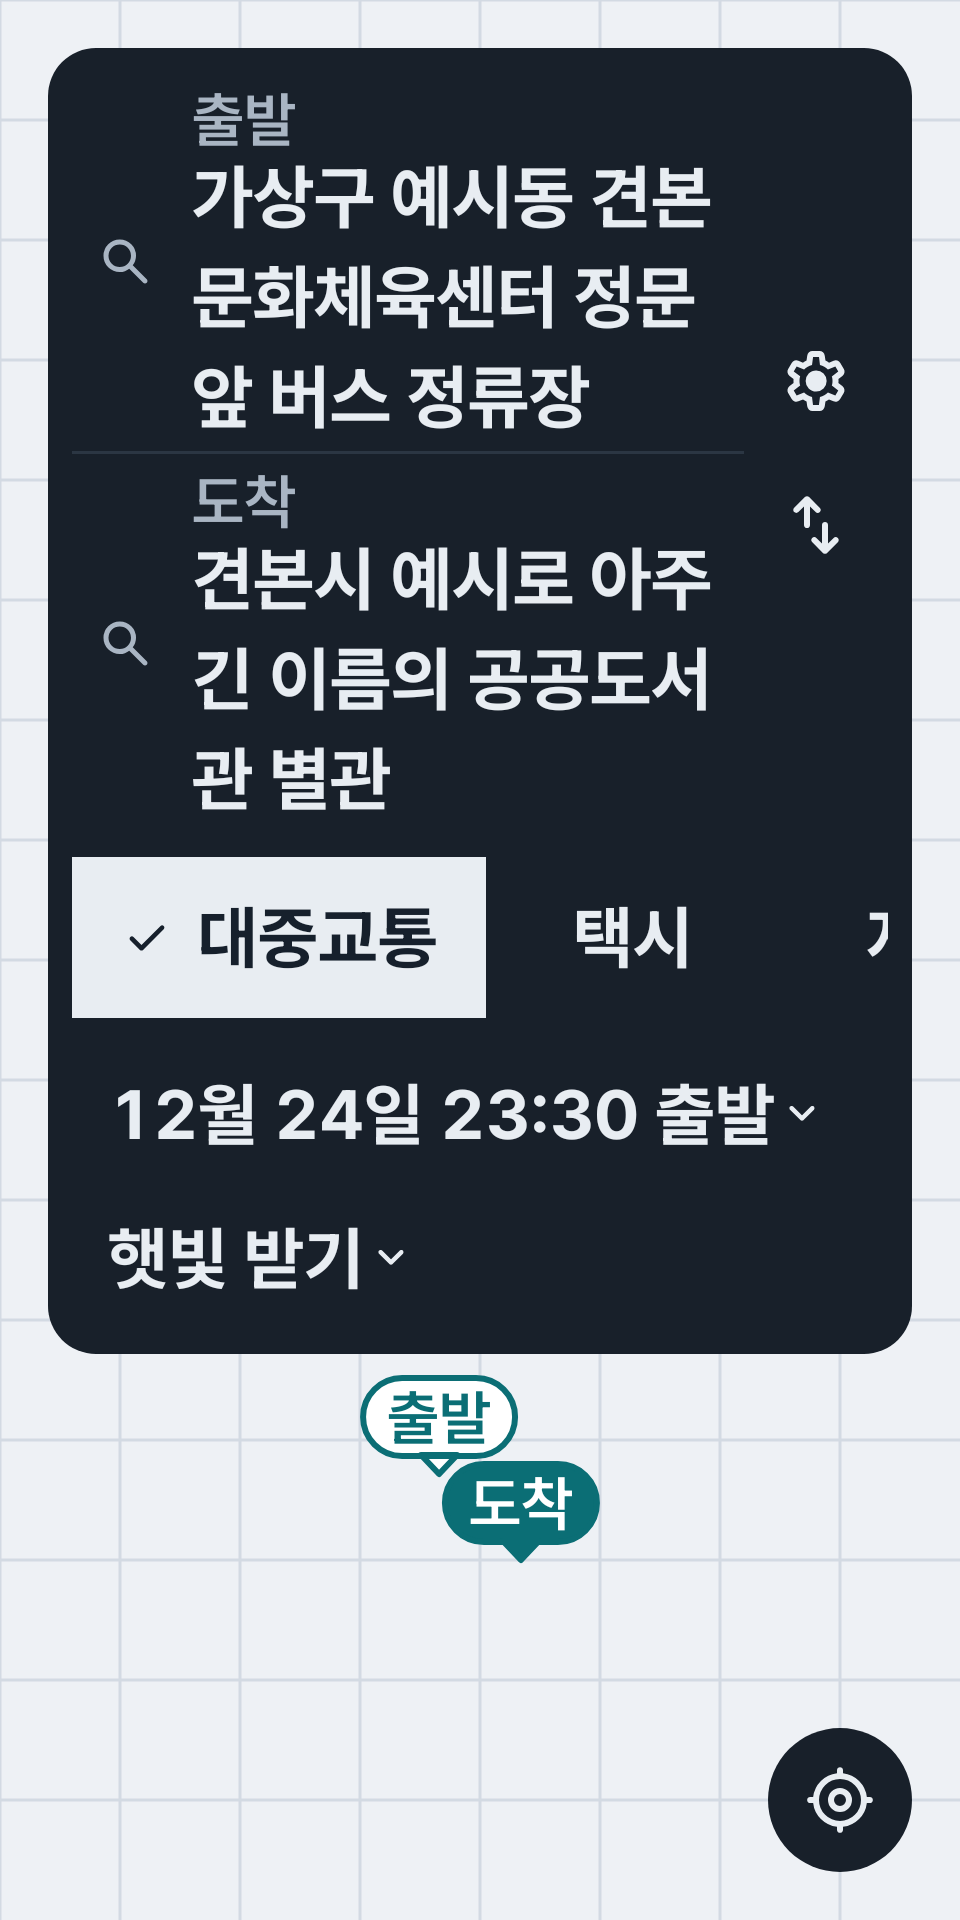 출발
가상구 예시동 견본
문화체육센터 정문
앞 버스 정류장
도착
견본시 예시로 아주
긴 이름의 공공도서
관 별관
대중교통 택시
12월 24일 23:30 출발
햇빛 받기
출발
도착